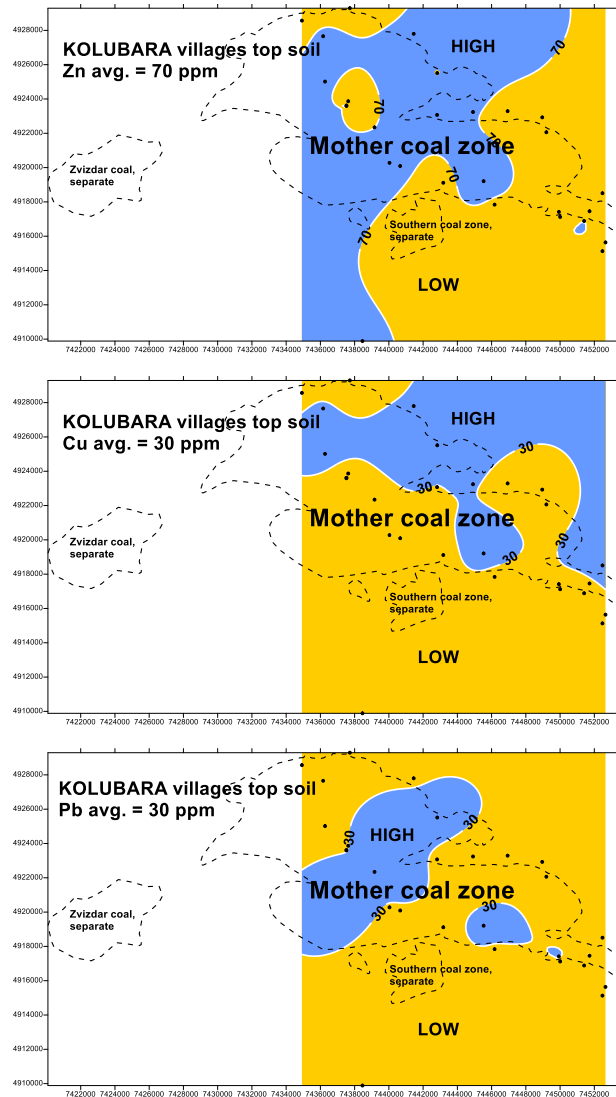 KOLUBARA villages top soil
Zn avg. = 70 ppm
HIGH
70
70
70
Mother coal zone
70
Zvizdar coal,
separate
Southern coal zone,
separate
70
LOW
4928000
4926000
4924000
4922000
4920000
4918000
4916000
4914000
4912000
4910000
7422000 7424000 7426000 7428000 7430000 7432000 7434000 7436000 7438000 7440000 7442000 7444000 7446000 7448000 7450000 7452000
KOLUBARA villages top soil
Cu avg. = 30 ppm
HIGH
30
30
Mother coal zone
30
30
Zvizdar coal,
separate
Southern coal zone,
separate
LOW
4928000
4926000
4924000
4922000
4920000
4918000
4916000
4914000
4912000
4910000
7422000 7424000 7426000 7428000 7430000 7432000 7434000 7436000 7438000 7440000 7442000 7444000 7446000 7448000 7450000 7452000
KOLUBARA villages top soil
Pb avg. = 30 ppm
30
HIGH
30
Mother coal zone
30
30
Zvizdar coal,
separate
Southern coal zone,
separate
LOW
4928000
4926000
4924000
4922000
4920000
4918000
4916000
4914000
4912000
4910000
7422000 7424000 7426000 7428000 7430000 7432000 7434000 7436000 7438000 7440000 7442000 7444000 7446000 7448000 7450000 7452000